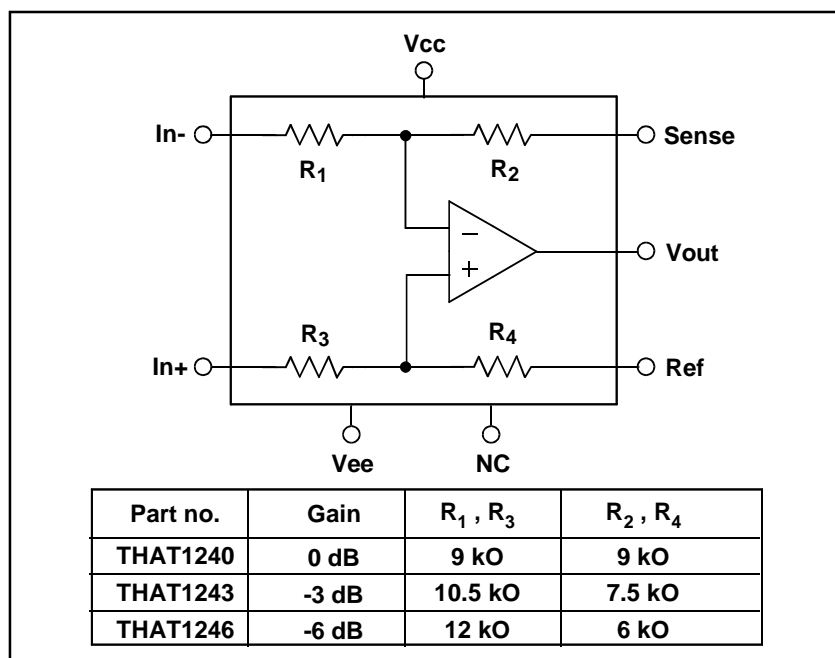 Vcc
In- Sense
R1 R2
−
Vout
+
R3 R4
In+ Ref
Vee NC
Part no. Gain R1 , R3 R2 , R4
THAT1240 0 dB 9 kO 9 kO
THAT1243 -3 dB 10.5 kO 7.5 kO
THAT1246 -6 dB 12 kO 6 kO